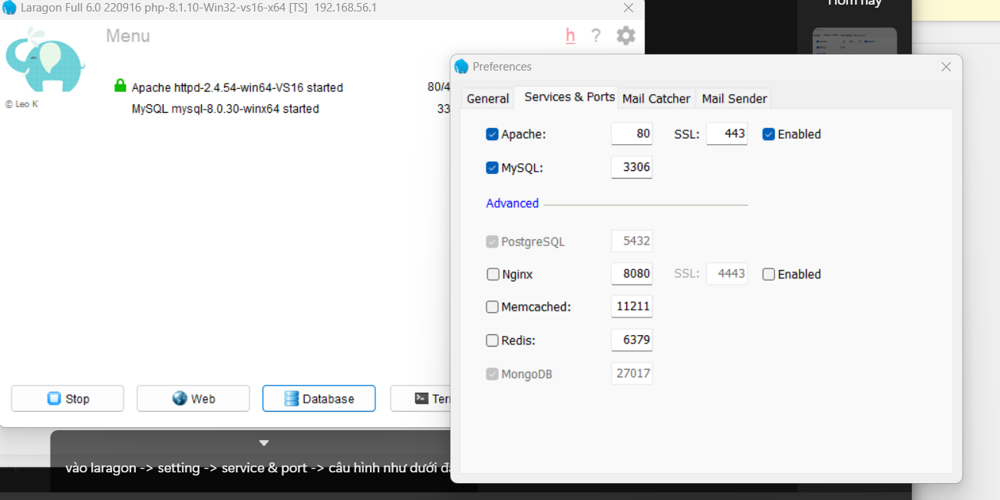 Laragon Full 6.0 220916 php-8.1.10-Win32-vs16-x64 [TS] 192.168.56.1
Hôm nay
Menu
h ?
© Leo K
Apache httpd-2.4.54-win64-VS16 started 80/4
MySQL mysql-8.0.30-winx64 started 33
Stop
Web
Database
Preferences
General
Services & Ports
Mail Catcher
Mail Sender
Apache: 80 SSL: 443 Enabled
MySQL: 3306
Advanced
PostgreSQL 5432
Nginx 8080 SSL: 4443 Enabled
Memcached: 11211
Redis: 6379
MongoDB 27017
vào laragon -> setting -> service & port -> câu hình như dưới